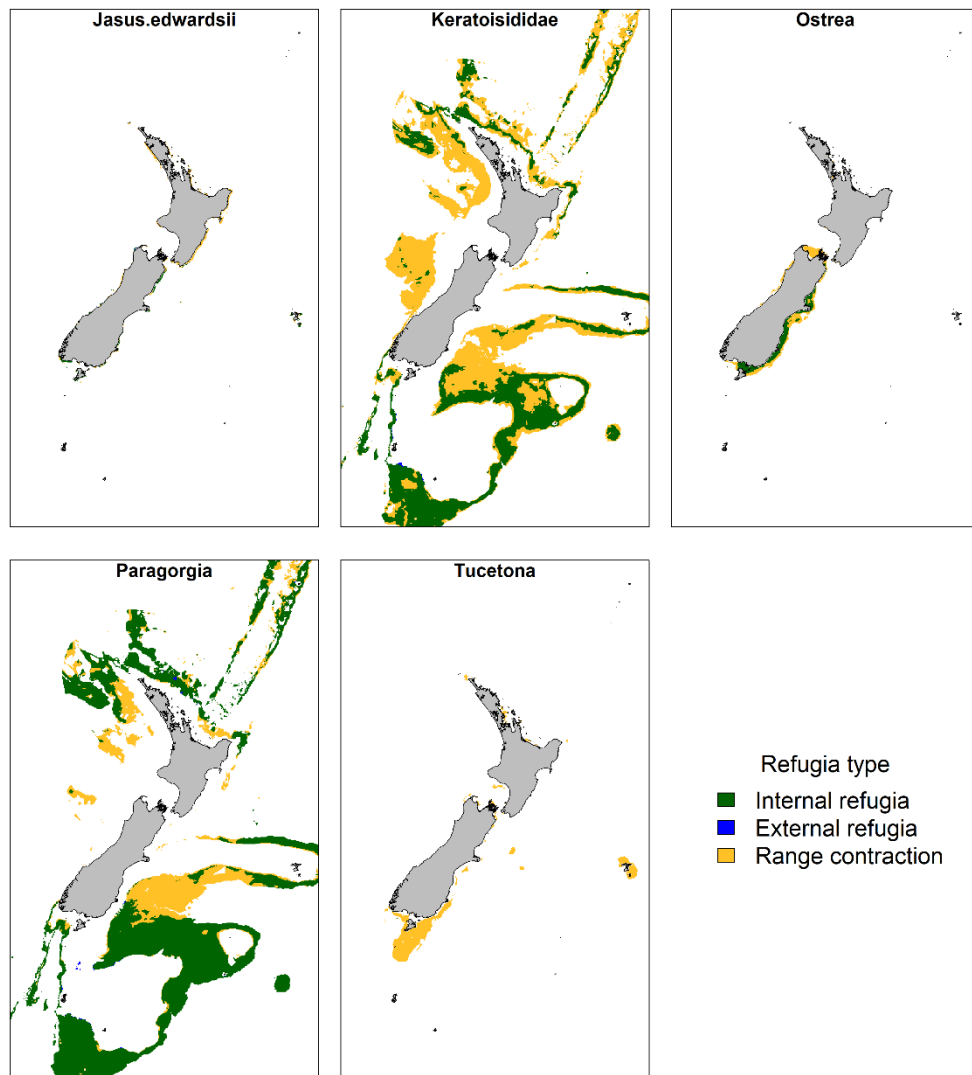 Jasus.edwardsii
Keratoisididae
Ostrea
Paragorgia
Tucetona
Refugia type
Internal refugia
External refugia
Range contraction